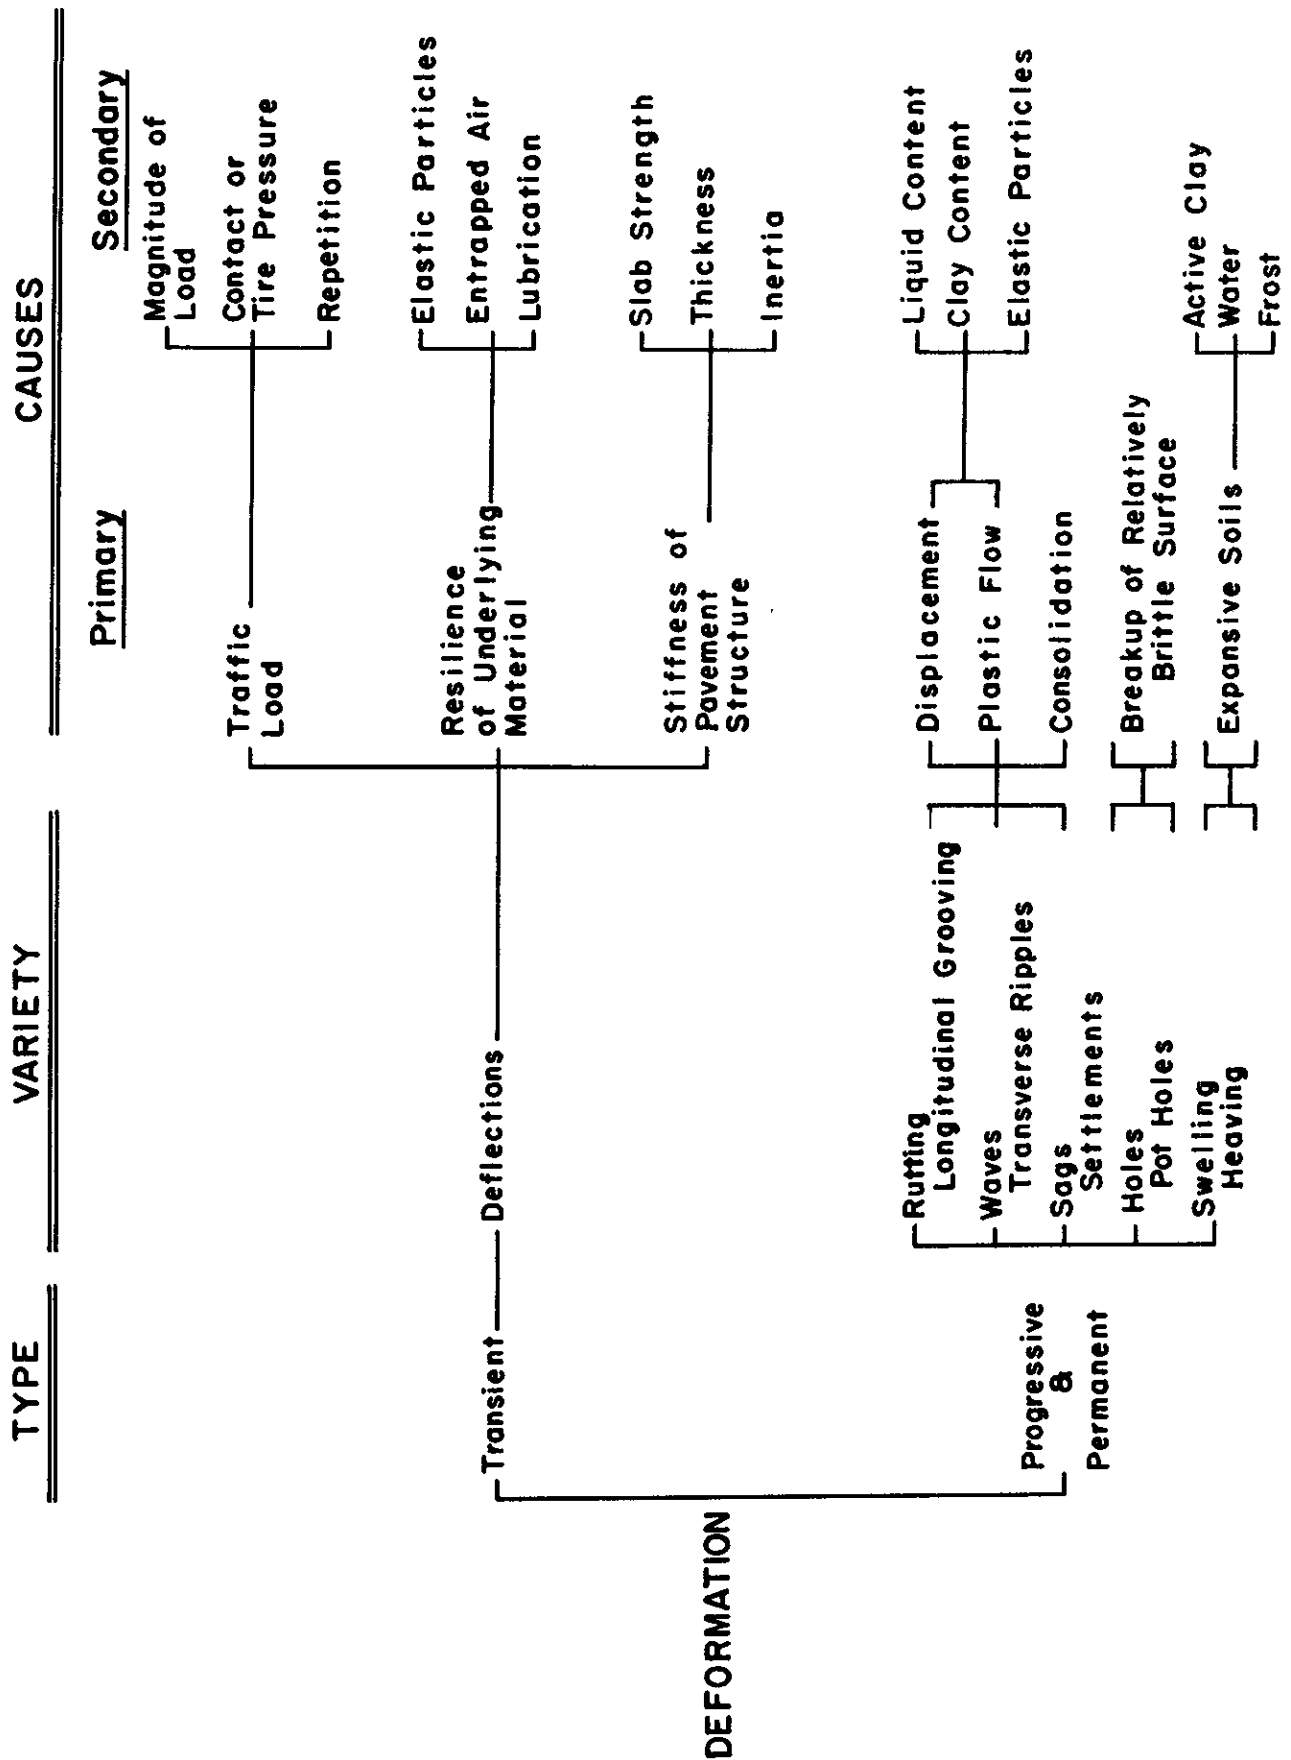 TYPE
VARIETY
CAUSES
Primary
Secondary
DEFORMATION
Transient
Deflections
Traffic
Load
Magnitude of
Load
Contact or
Tire Pressure
Repetition
Resilience
of Underlying
Material
Elastic Particles
Entrapped Air
Lubrication
Stiffness of
Pavement
Structure
Slab Strength
Thickness
Inertia
Progressive
&
Permanent
Rutting
Longitudinal Grooving
Waves
Transverse Ripples
Sags
Settlements
Holes
Pot Holes
Swelling
Heaving
Displacement
Plastic Flow
Consolidation
Liquid Content
Clay Content
Elastic Particles
Breakup of Relatively
Brittle Surface
Expansive Soils
Active Clay
Water
Frost